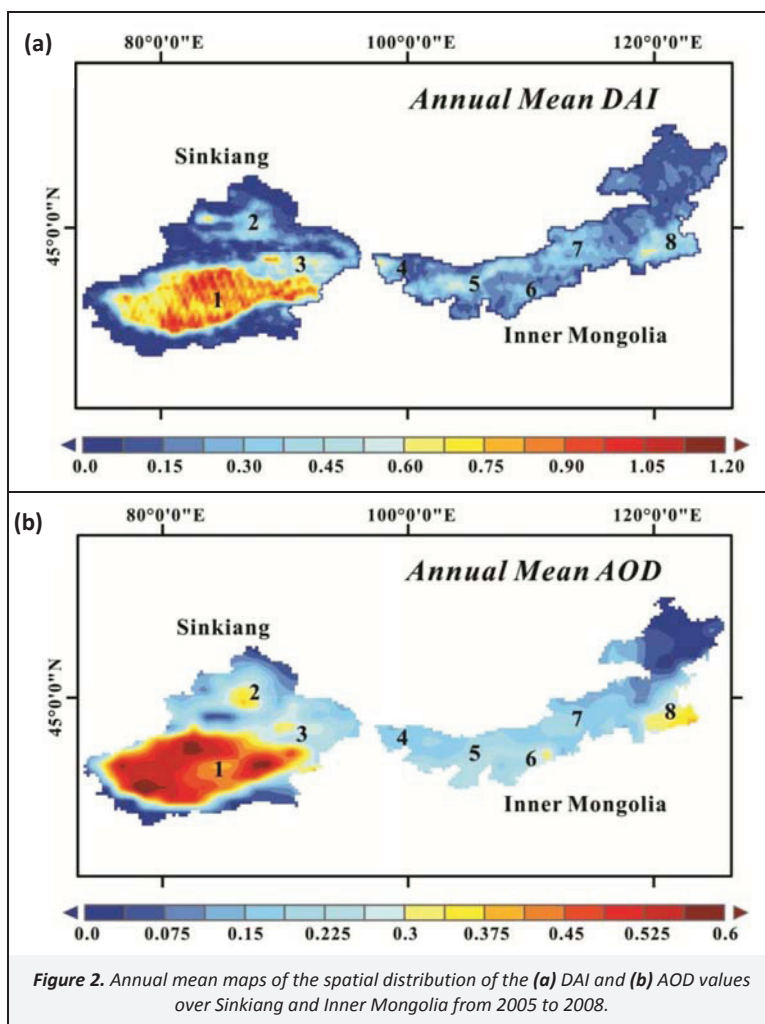 (a)
80°0'0"E 100°0'0"E 120°0'0"E
Annual Mean DAI
Sinkiang
45°0'0"N
2
3
1
4
5
6
7
8
Inner Mongolia
0.0 0.15 0.30 0.45 0.60 0.75 0.90 1.05 1.20
(b)
80°0'0"E 100°0'0"E 120°0'0"E
Annual Mean AOD
Sinkiang
45°0'0"N
2
3
1
4
5
6
7
8
Inner Mongolia
0.0 0.075 0.15 0.225 0.3 0.375 0.45 0.525 0.6
Figure 2. Annual mean maps of the spatial distribution of the (a) DAI and (b) AOD values
over Sinkiang and Inner Mongolia from 2005 to 2008.